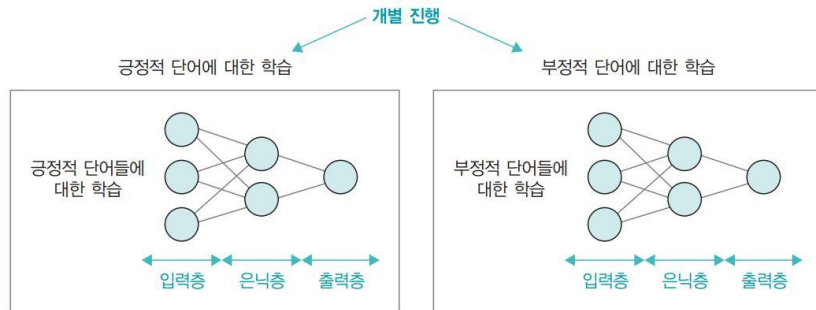 개별 진행
긍정적 단어에 대한 학습
부정적 단어에 대한 학습
긍정적 단어들에
대한 학습
입력층
은닉층
출력층
부정적 단어들에
대한 학습
입력층
은닉층
출력층